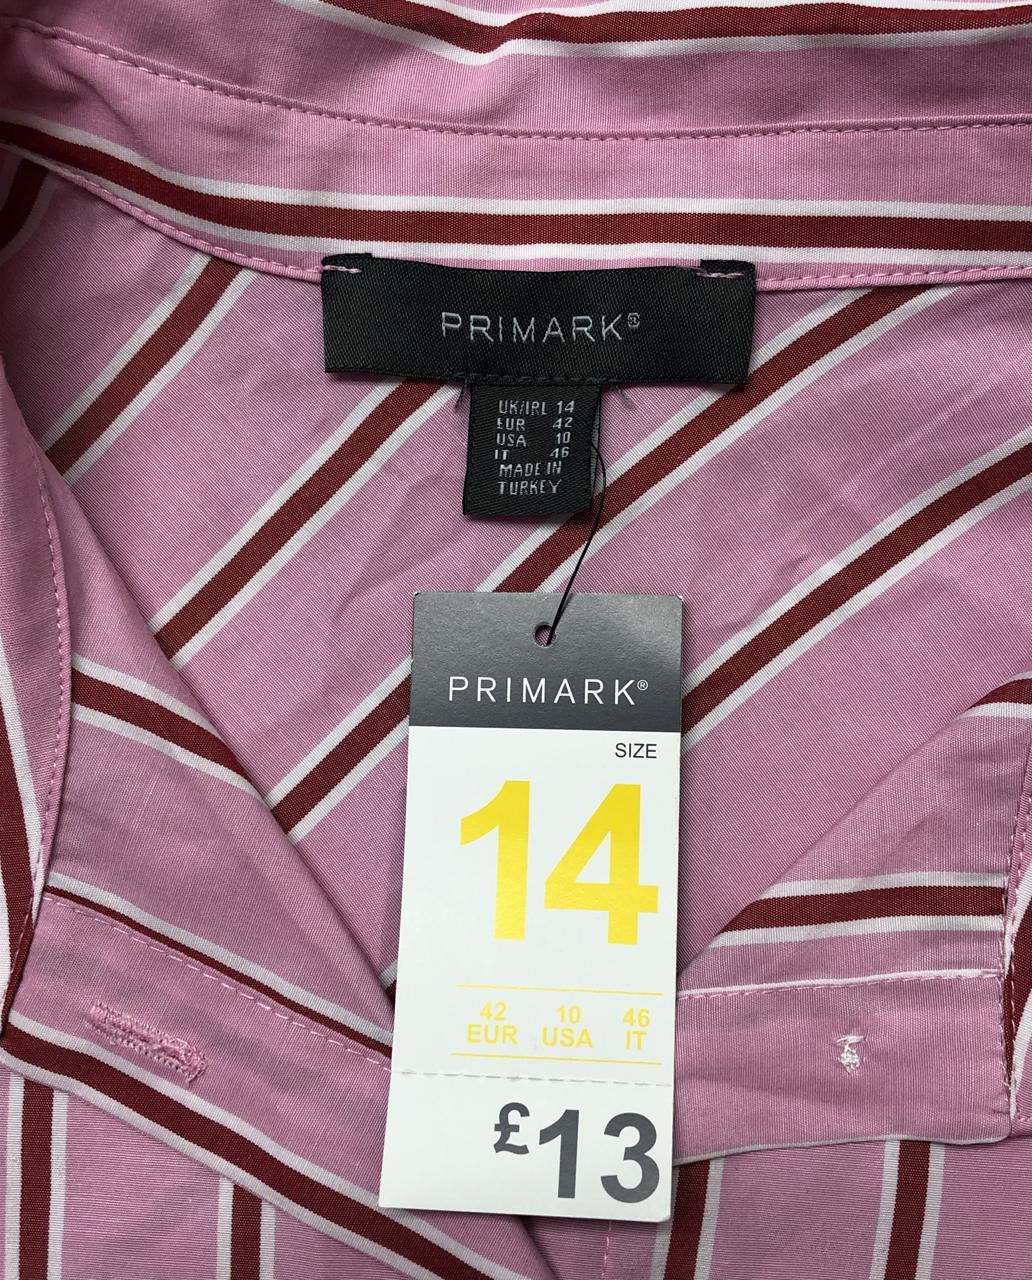 PRIMARK®
UK/IRL 14
EUR 42
USA 10
IT 46
MADE IN
TURKEY
PRIMARK®
SIZE
14
42 10 46
EUR USA IT
£13